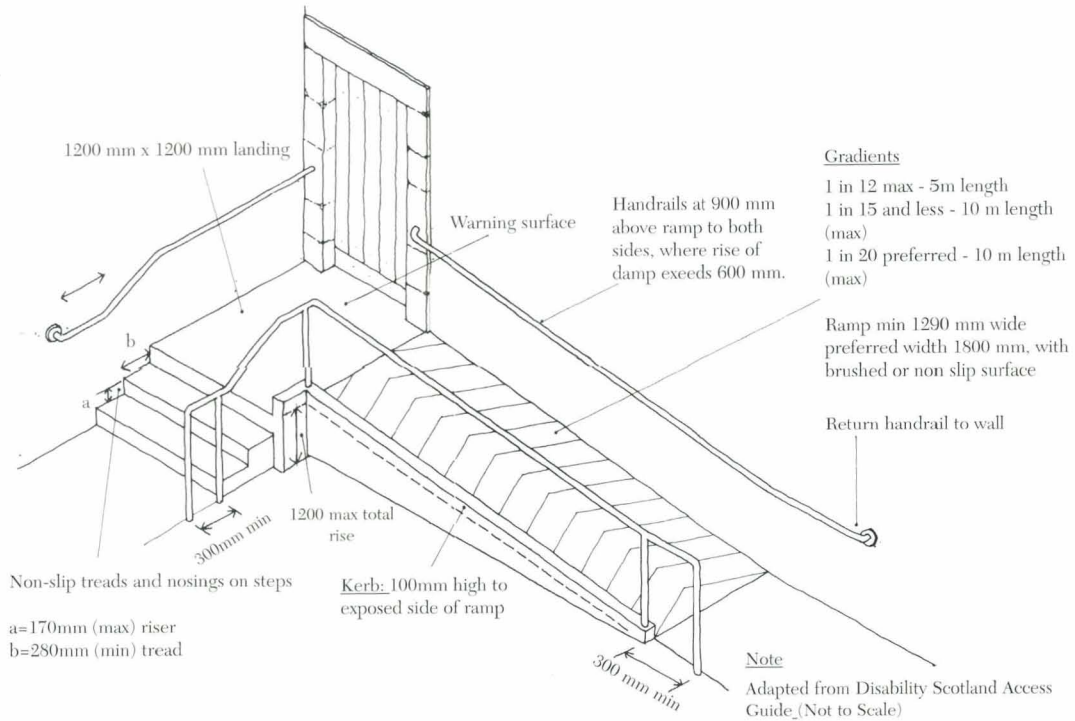 1200 mm x 1200 mm landing
Warning surface
Handrails at 900 mm
above ramp to both
sides, where rise of
damp exeeds 600 mm.
Gradients
1 in 12 max - 5m length
1 in 15 and less - 10 m length
(max)
1 in 20 preferred - 10 m length
(max)
Ramp min 1290 mm wide
preferred width 1800 mm, with
brushed or non slip surface
Return handrail to wall
b
a
300mm min
1200 max total
rise
Non-slip treads and nosings on steps
a=170mm (max) riser
b=280mm (min) tread
Kerb: 100mm high to
exposed side of ramp
300 mm min
Note
Adapted from Disability Scotland Access
Guide (Not to Scale)